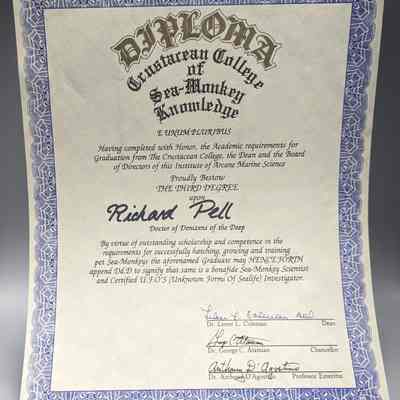 DIPLOMA
Crustacean College
of
Sea-Monkey
Knowledge
E UNUM PLURIBUS
Having completed with Honor, the Academic requirements for
Graduation from The Crustacean College, the Dean and the Board
of Directors of this Institute of Arcane Marine Science
Proudly Bestow
THE THIRD DEGREE
upon
Richard Pell
Doctor of Denizens of the Deep
By virtue of outstanding scholarship and competence in the
requirements for successfully hatching, growing and training
pet Sea-Monkeys the aforenamed Graduate may HENCEFORTH
append D.d.D to signify that same is a bonafide Sea-Monkey Scientist
and Certified U.F.O'S (Unknown Forms Of Sealife) Investigator.
Dr. Lester L. Coleman Dean
Dr. George C. Atamian Chancellor
Anthony D'Agostino
Dr. Anthony D'Agostino Professor Emeritus